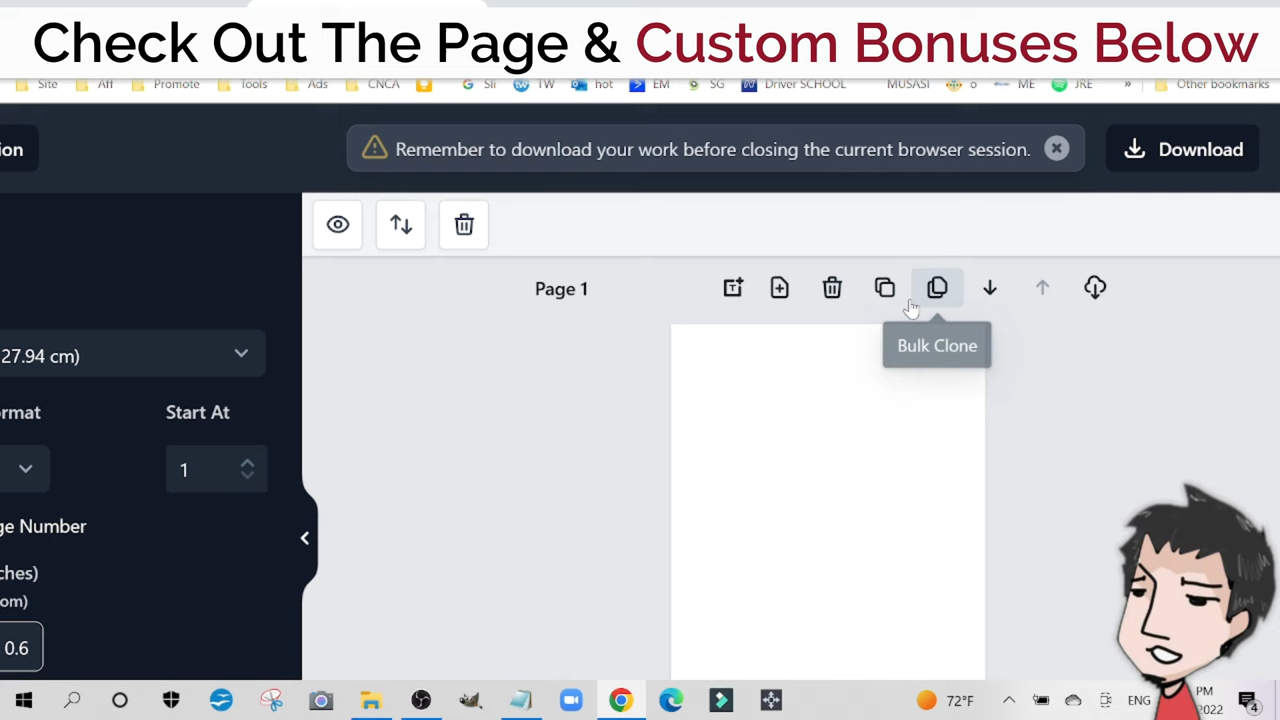 Check Out The Page & Custom Bonuses Below
Site Aff Promote Tools Ads CNCA Sli TW hot EM SG Driver SCHOOL MUSASI o ME JRE » Other bookmarks
ion
Remember to download your work before closing the current browser session.
Download
Page 1
Bulk Clone
27.94 cm)
rmat
Start At
1
ge Number
ches)
om)
0.6
72°F
ENG
PM
2022
4